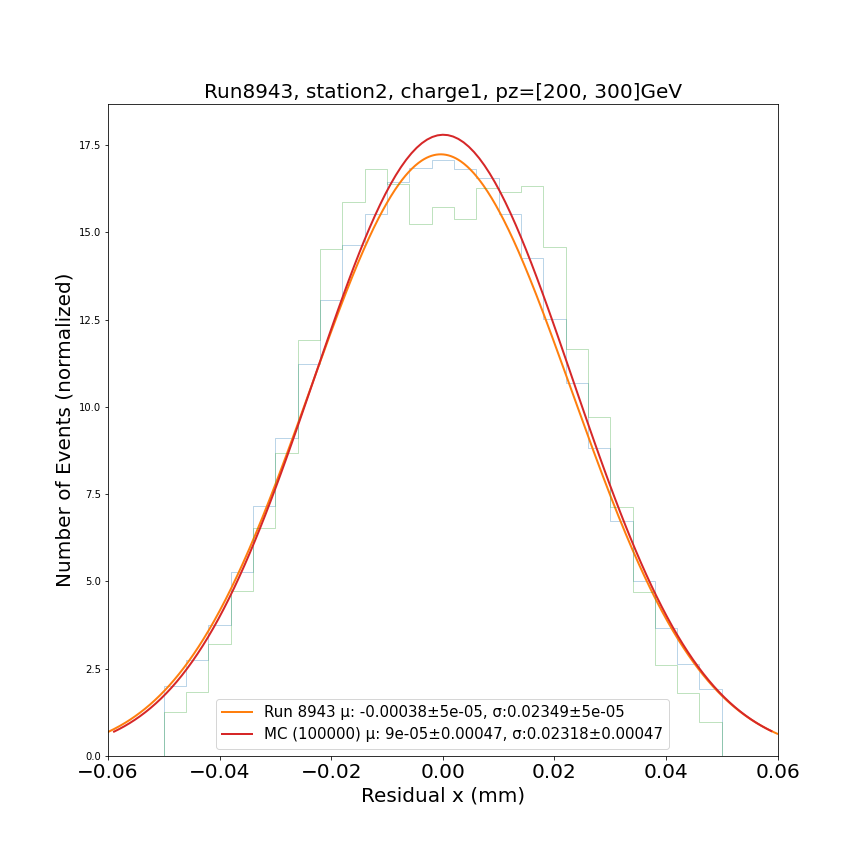 Run8943, station2, charge1, pz=[200, 300]GeV
Number of Events (normalized)
17.5
15.0
12.5
10.0
7.5
5.0
2.5
0.0
Run 8943 μ: -0.00038±5e-05, σ:0.02349±5e-05
MC (100000) μ: 9e-05±0.00047, σ:0.02318±0.00047
−0.06 −0.04 −0.02 0.00 0.02 0.04 0.06
Residual x (mm)